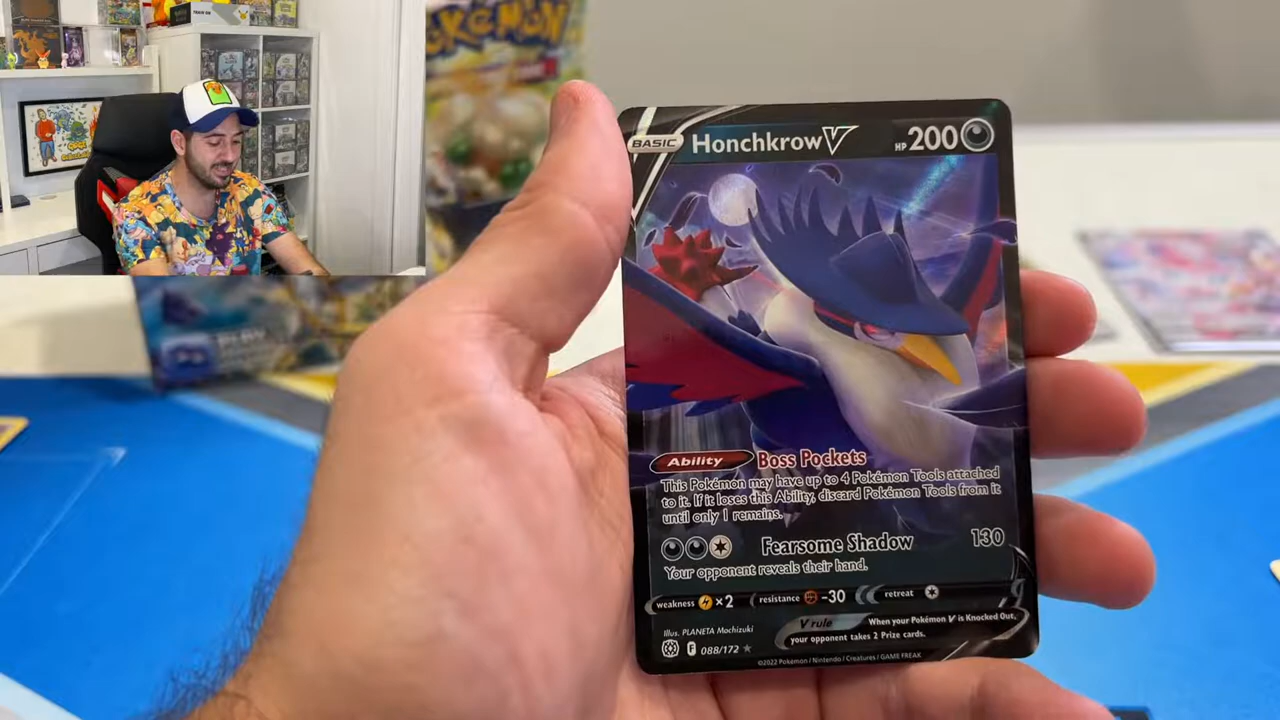 POKÉMON
BASIC Honchkrow V HP 200
Ability Boss Pockets
This Pokémon may have up to 4 Pokémon Tools attached
to it. If it loses this Ability, discard Pokémon Tools from it
until only 1 remains.
Fearsome Shadow 130
Your opponent reveals their hand.
weakness ×2 resistance -30 retreat
Illus. PLANETA Mochizuki
V rule When your Pokémon V is Knocked Out,
your opponent takes 2 Prize cards.
F 088/172
©2022 Pokémon / Nintendo / Creatures / GAME FREAK